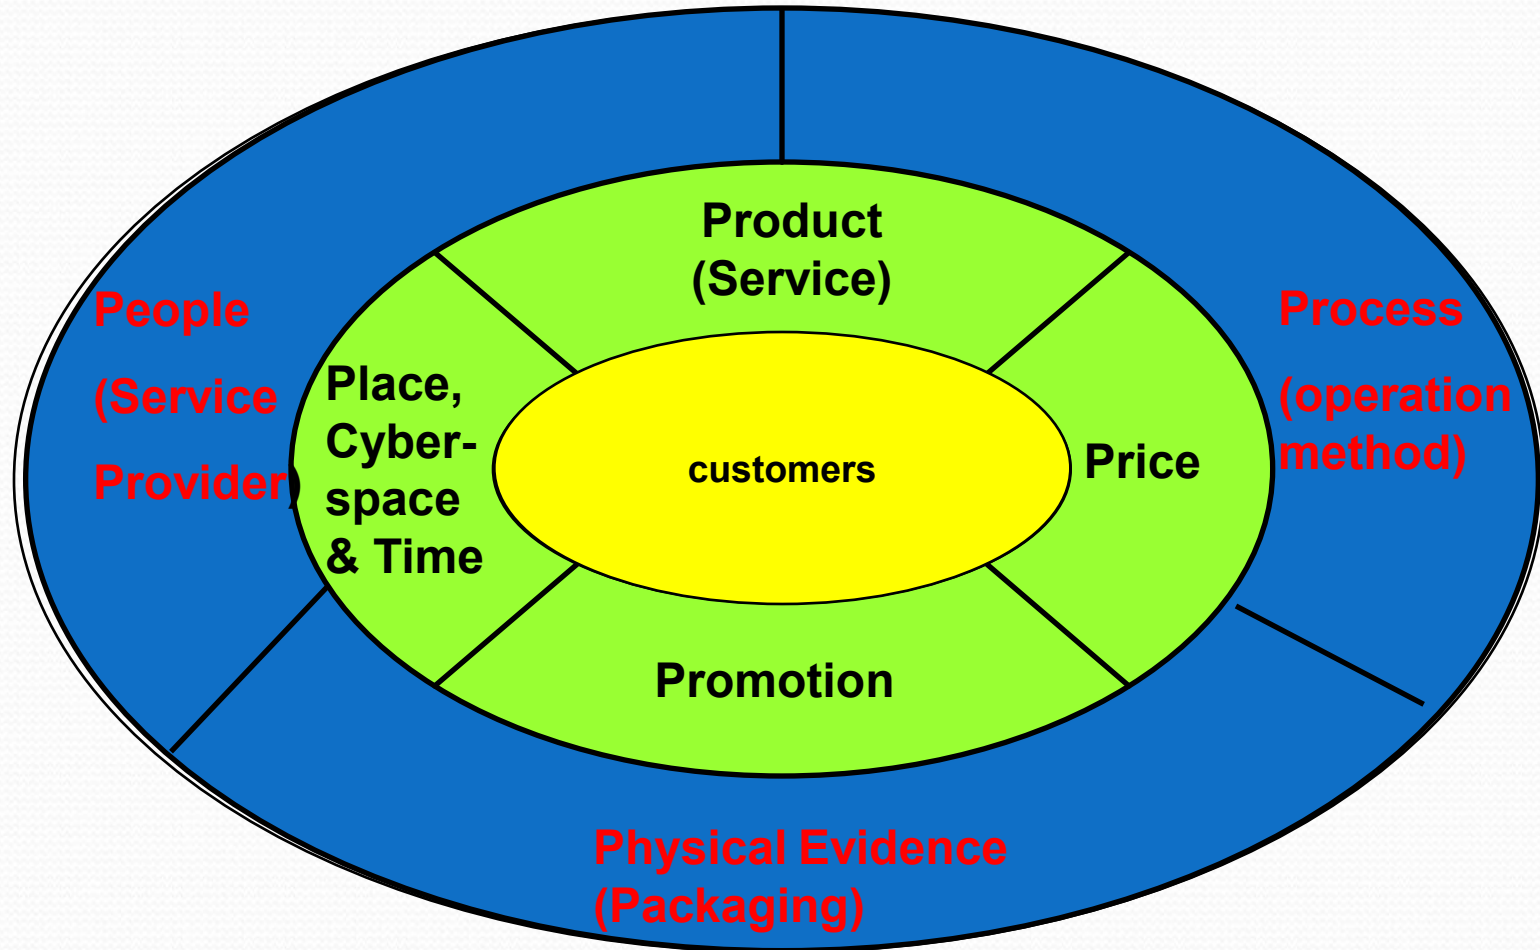 Product
(Service)
People
(Service
Provider)
Process
(operation
method)
Place,
Cyber-
space
& Time
customers
Price
Promotion
Physical Evidence
(Packaging)